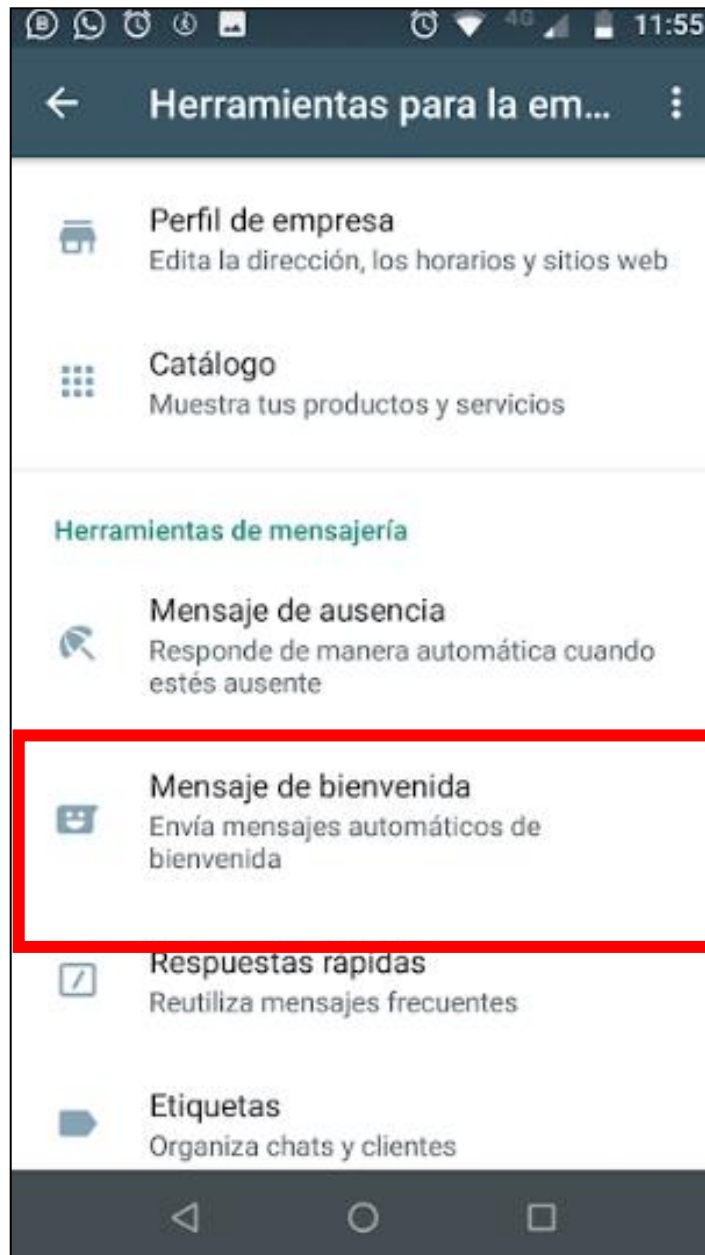 4G 11:55
Herramientas para la em...
Perfil de empresa
Edita la dirección, los horarios y sitios web
Catálogo
Muestra tus productos y servicios
Herramientas de mensajería
Mensaje de ausencia
Responde de manera automática cuando
estés ausente
Mensaje de bienvenida
Envía mensajes automáticos de
bienvenida
Respuestas rápidas
Reutiliza mensajes frecuentes
Etiquetas
Organiza chats y clientes